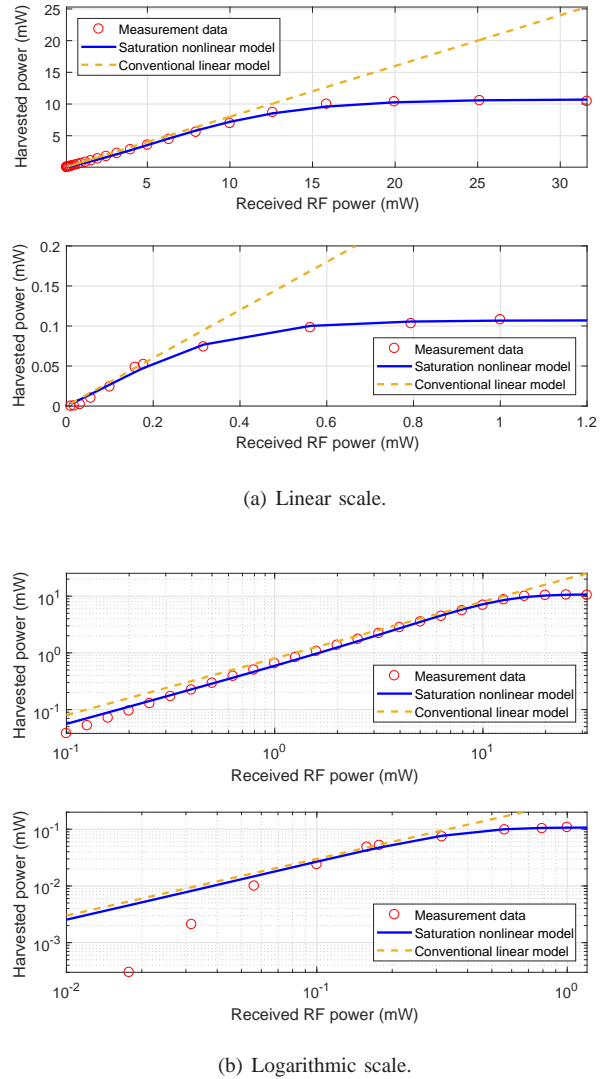 25
20
15
10
5
Harvested power (mW)
Measurement data
Saturation nonlinear model
Conventional linear model
5 10 15 20 25 30
Received RF power (mW)
0.2
0.15
0.1
0.05
0
Harvested power (mW)
Measurement data
Saturation nonlinear model
Conventional linear model
0 0.2 0.4 0.6 0.8 1 1.2
Received RF power (mW)
(a) Linear scale.
10^1
10^0
10^-1
Harvested power (mW)
Measurement data
Saturation nonlinear model
Conventional linear model
10^-1 10^0 10^1
Received RF power (mW)
10^-1
10^-2
10^-3
Harvested power (mW)
Measurement data
Saturation nonlinear model
Conventional linear model
10^-2 10^-1 10^0
Received RF power (mW)
(b) Logarithmic scale.